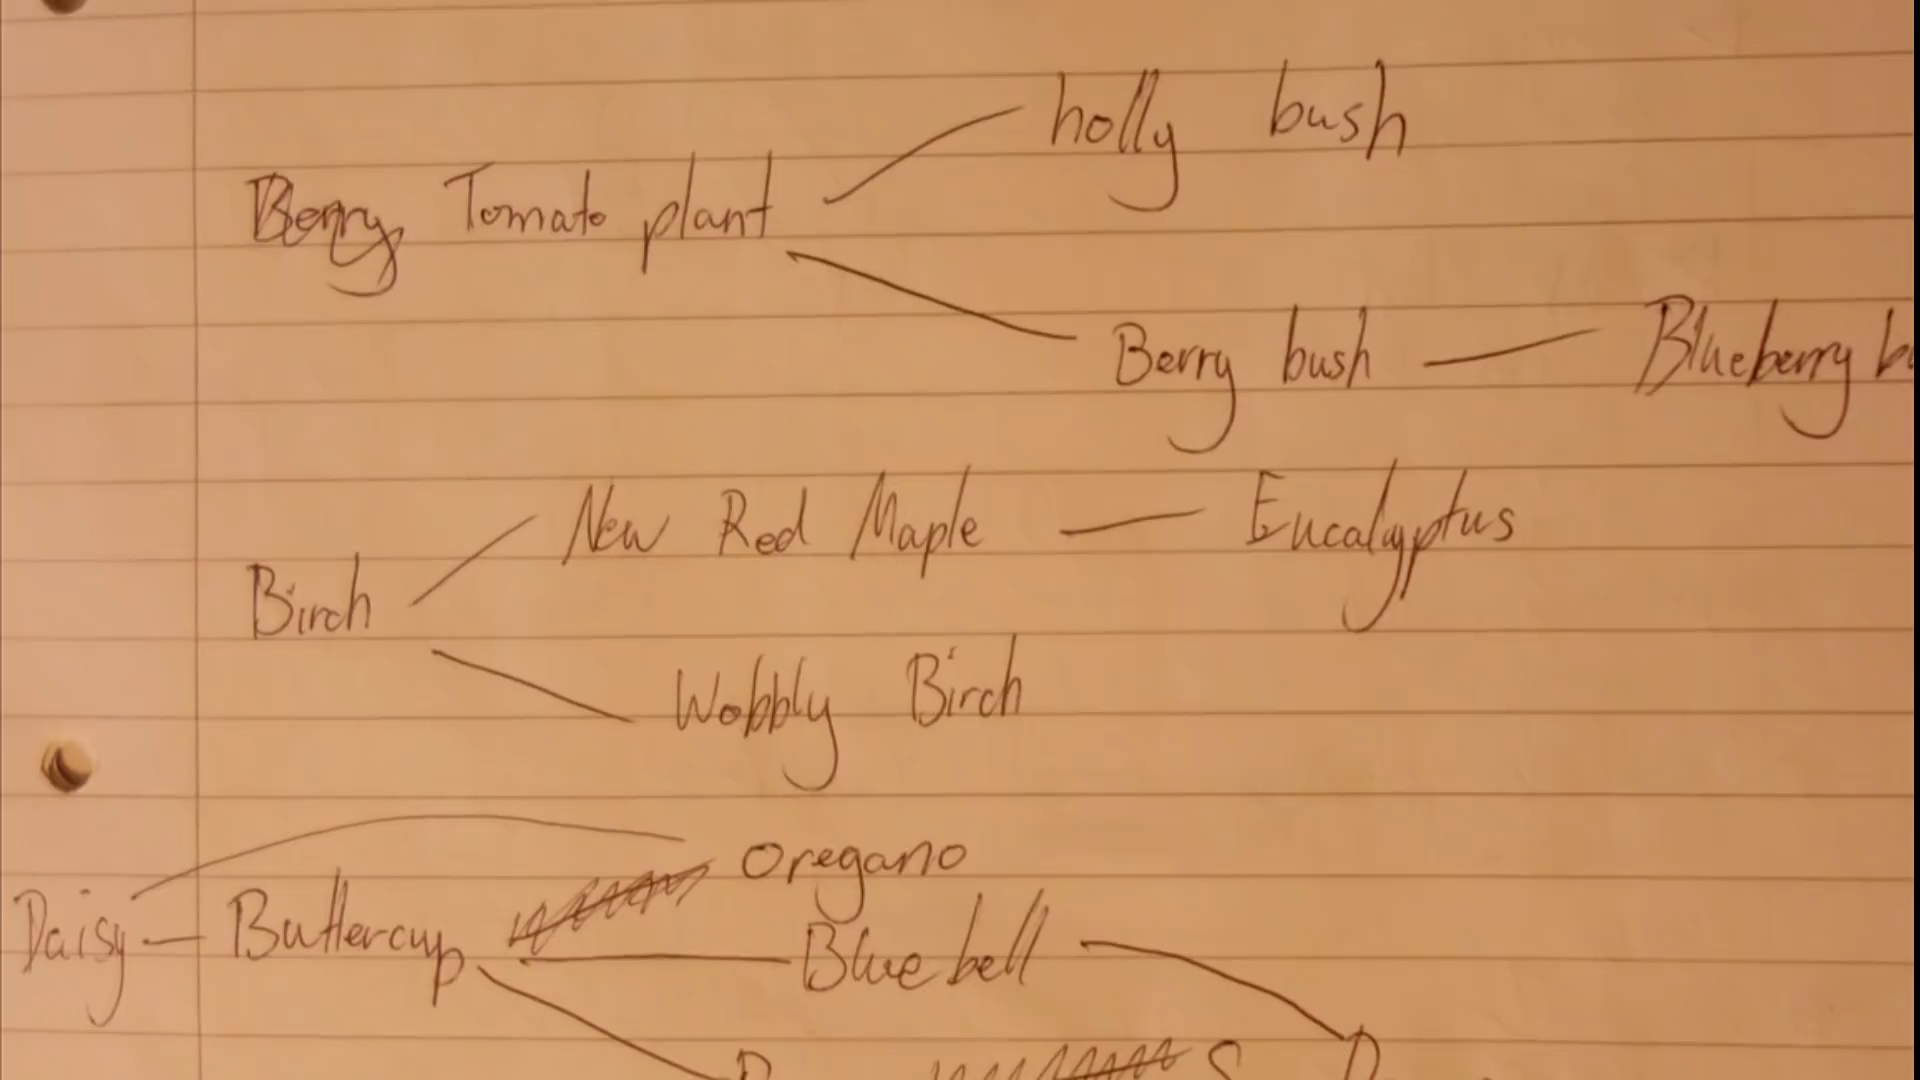 holly bush
Berry Tomato plant
Berry bush Blueberry
New Red Maple Eucalyptus
Birch
Wobbly Birch
Oregano
Daisy Buttercup Bluebell